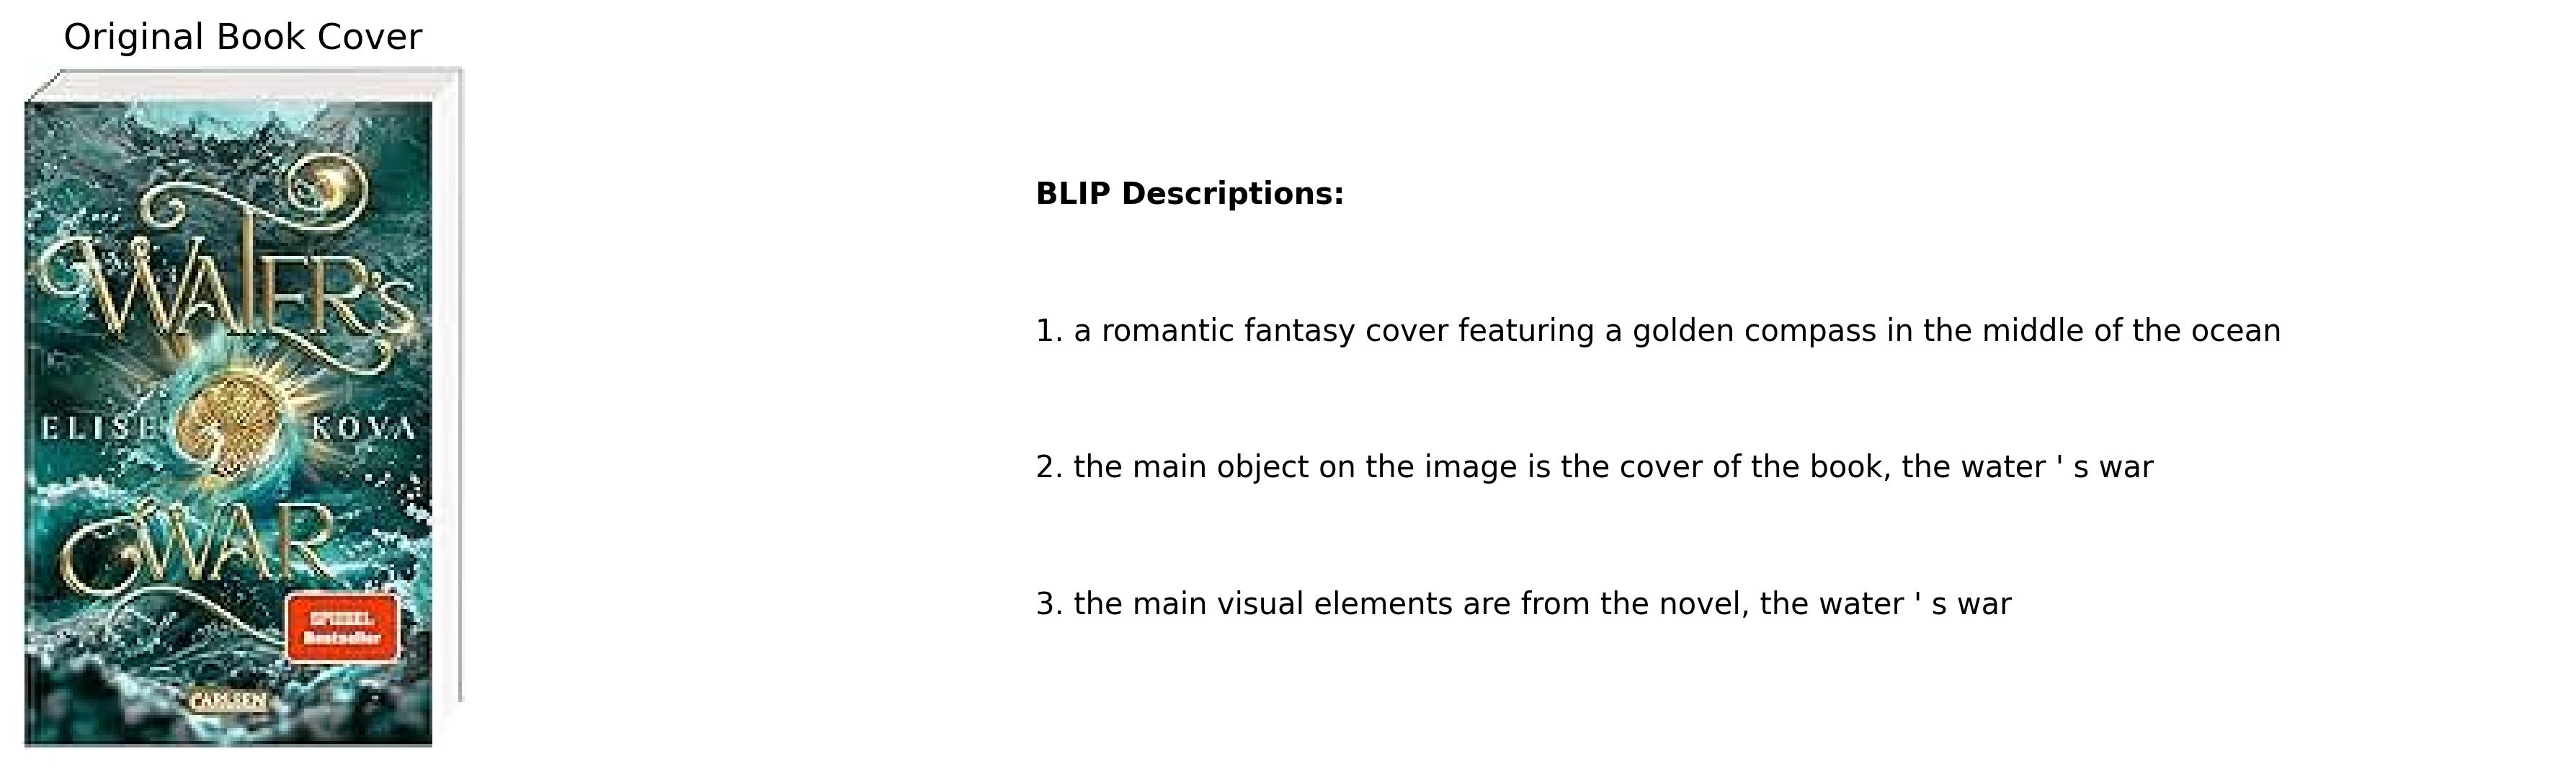 Original Book Cover
WATER'S
ELISE KOVA
WAR
SPIEGEL
Bestseller
CARLSEN
BLIP Descriptions:
1. a romantic fantasy cover featuring a golden compass in the middle of the ocean
2. the main object on the image is the cover of the book, the water ' s war
3. the main visual elements are from the novel, the water ' s war